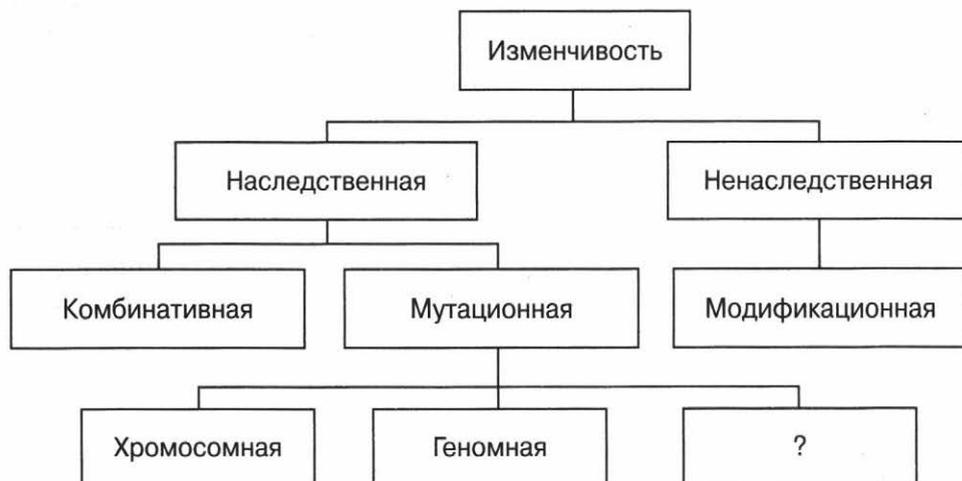 Изменчивость
Наследственная
Ненаследственная
Комбинативная
Мутационная
Модификационная
Хромосомная
Геномная
?